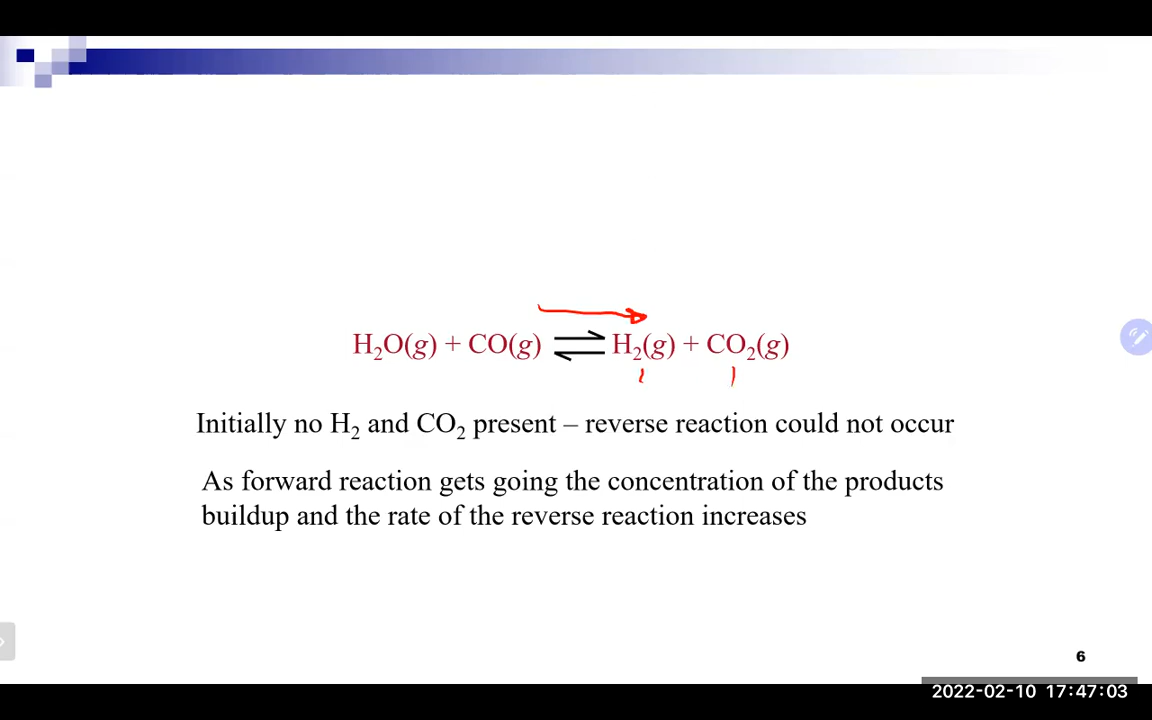 H₂O(g) + CO(g) ⇌ H₂(g) + CO₂(g)
Initially no H₂ and CO₂ present – reverse reaction could not occur
As forward reaction gets going the concentration of the products
buildup and the rate of the reverse reaction increases
6
2022-02-10 17:47:03